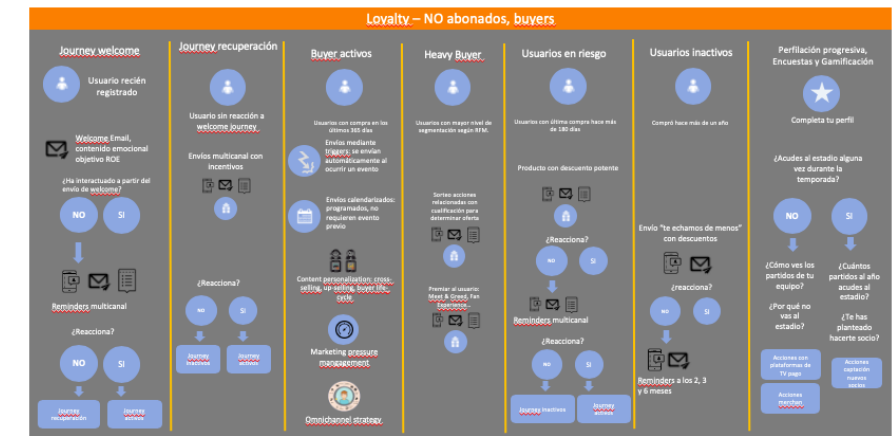 Loyalty – NO abonados, buyers
Journey welcome
Usuario recién
registrado
Welcome Email,
contenido emocional
objetivo ROE
¿Ha interactuado a partir del
envío de welcome?
NO
SI
Reminders multicanal
¿Reacciona?
NO
SI
Journey
recuperación
Journey
activos
Journey recuperación
Usuario sin reacción a
welcome journey
Envíos multicanal con
incentivos
¿Reacciona?
NO
SI
Journey
inactivos
Journey
activos
Buyer activos
Usuarios con compra en los
últimos 365 días
Envíos mediante
triggers: se envían
automáticamente al
ocurrir un evento
Envíos calendarizados:
programados, no
requieren evento
previo
Content personalization: cross-
selling, up-selling, buyer life-
cycle.
Marketing pressure
mangagement.
Omnichannel strategy
Heavy Buyer
Usuarios con mayor nivel de
segmentación según RFM.
Sorteo acciones
relacionadas con
cualificación para
determinar oferta
Premiar al usuario:
Meet & Greed, Fan
Experience...
Usuarios en riesgo
Usuarios con última compra hace más
de 180 días
Producto con descuento potente
¿Reacciona?
NO
SI
Reminders multicanal
¿Reacciona?
NO
SI
Journey inactivos
Journey
activos
Usuarios inactivos
Compró hace más de un año
Envío "te echamos de menos"
con descuentos
¿reacciona?
NO
SI
Reminders a los 2, 3
y 6 meses
Perfilación progresiva,
Encuestas y Gamificación
Completa tu perfil
¿Acudes al estadio alguna
vez durante la
temporada?
NO
SI
¿Cómo ves los
partidos de tu
equipo?
¿Por qué no
vas al
estadio?
Acciones con
plataformas de
TV pago
Acciones
merchan
¿Cuántos
partidos al año
acudes al
estadio?
¿Te has
planteado
hacerte socio?
Acciones
captación
nuevos
socios